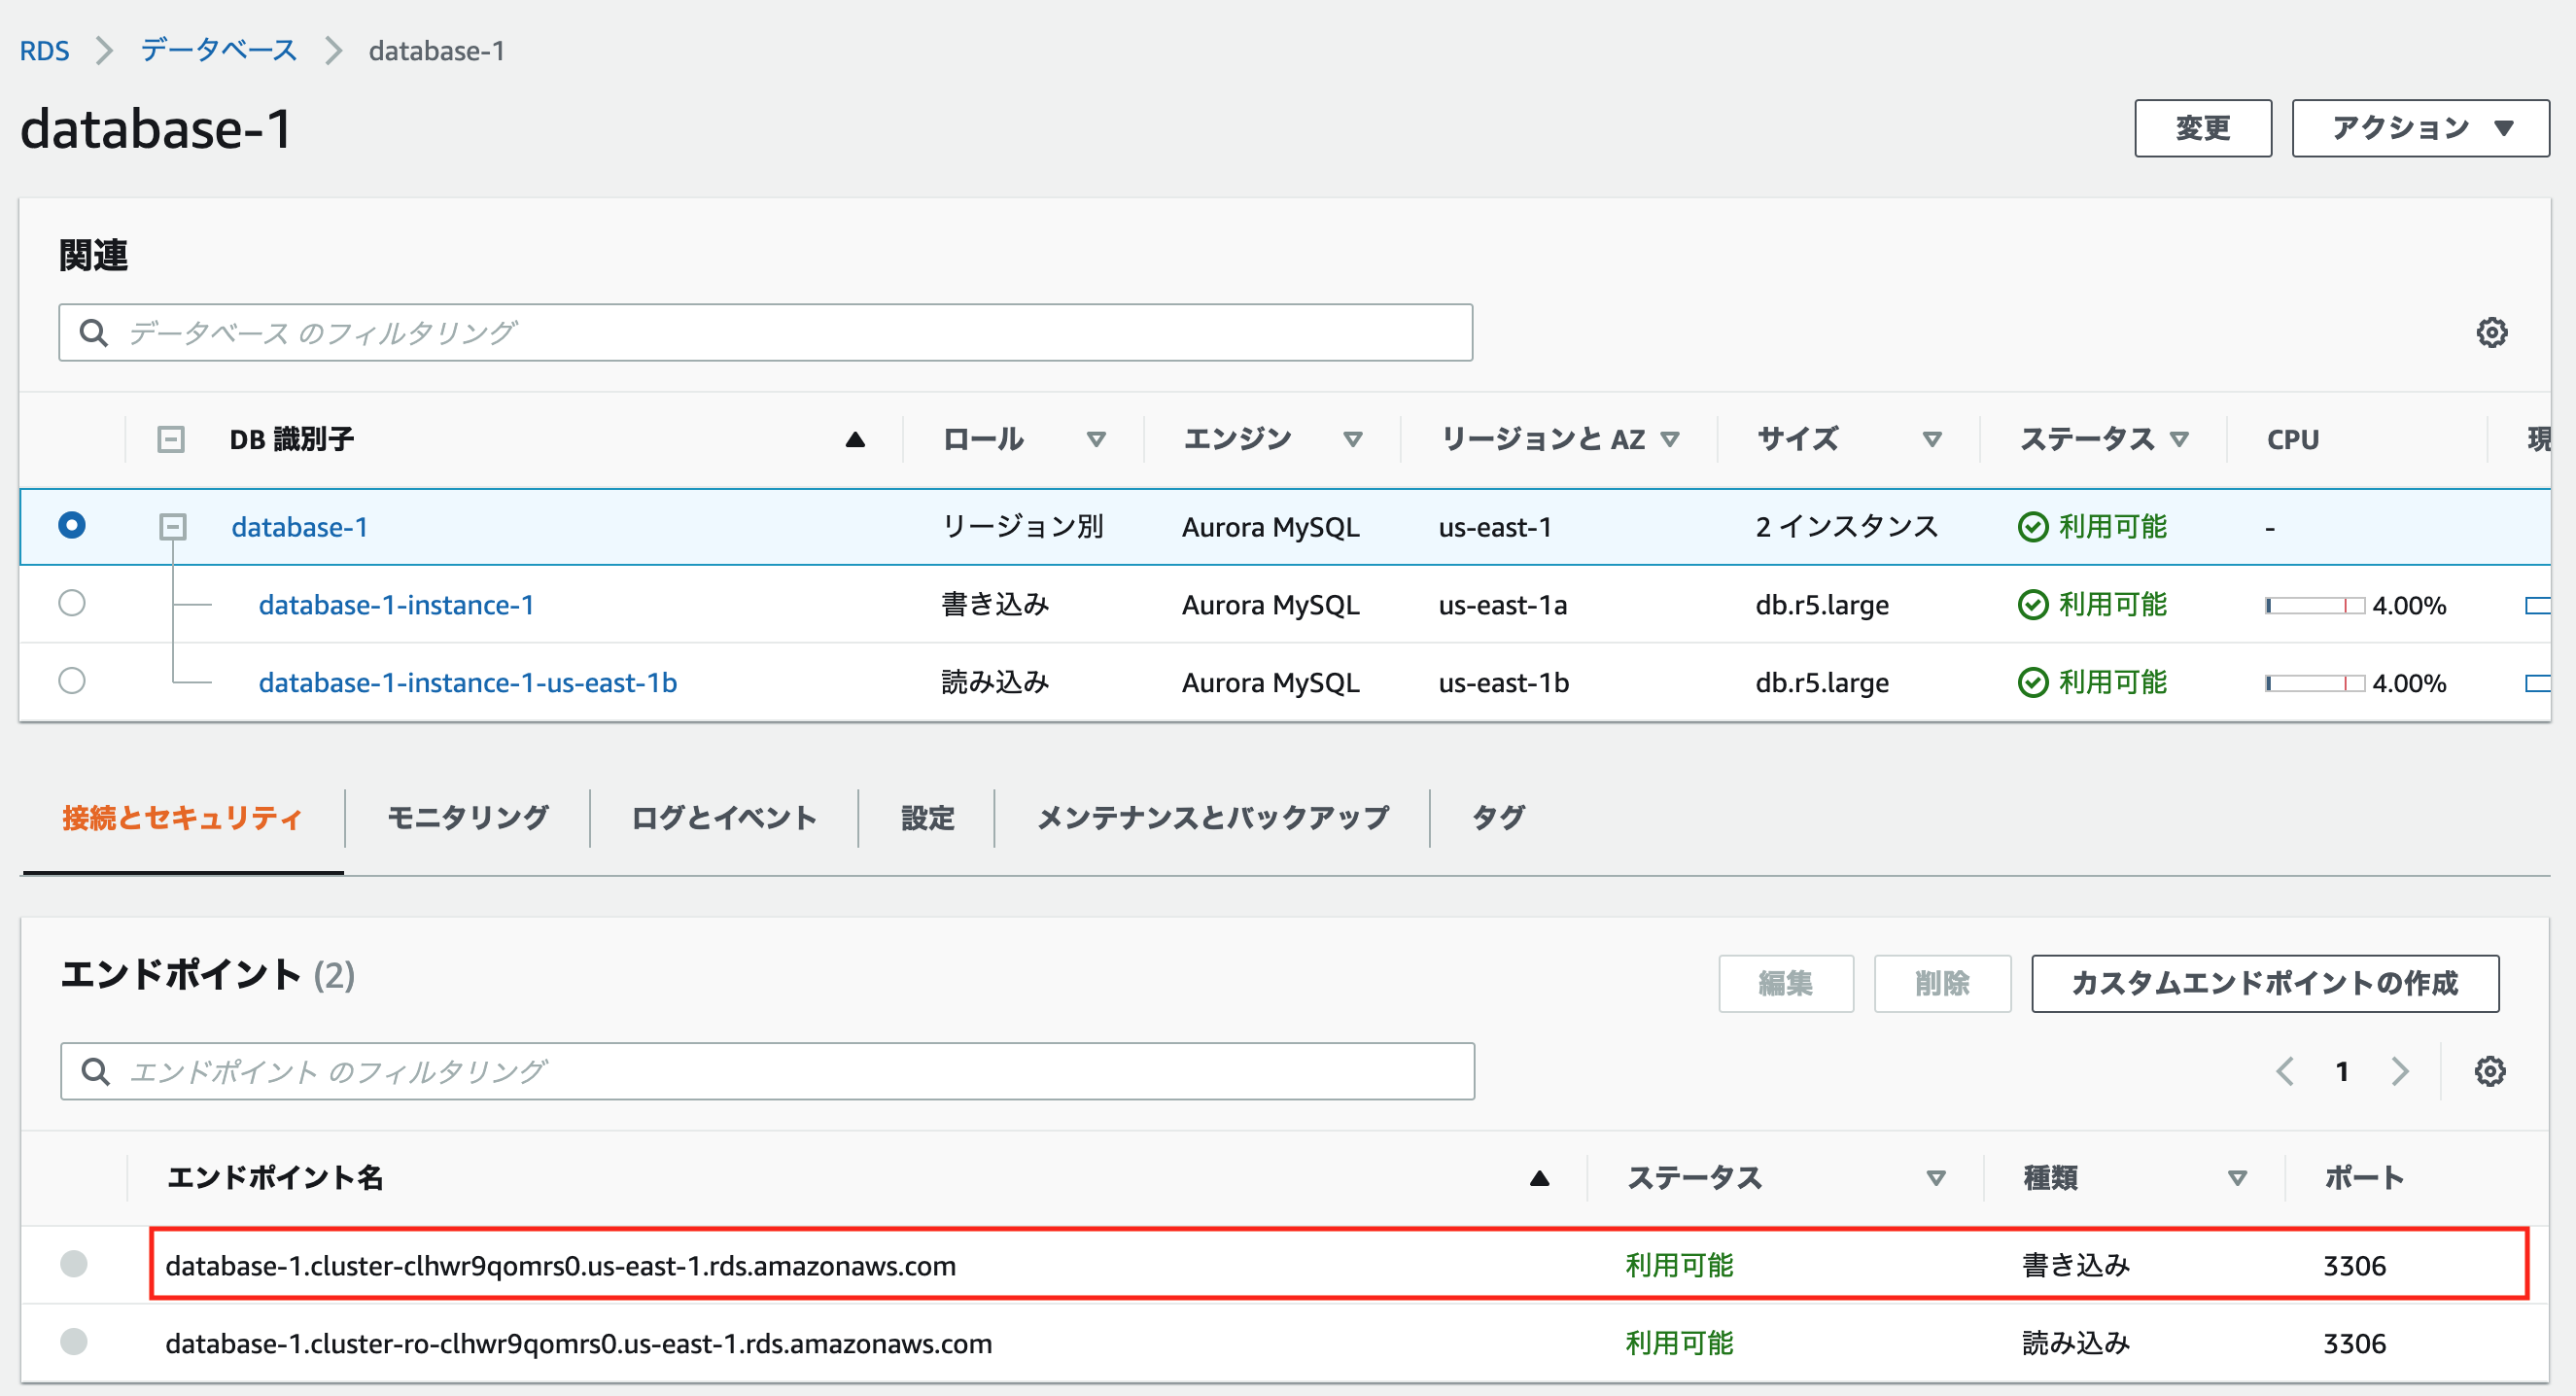 RDS > データベース > database-1
database-1
変更 アクション ▼
関連
データベース のフィルタリング
DB 識別子 ロール エンジン リージョンと AZ サイズ ステータス CPU 現
database-1 リージョン別 Aurora MySQL us-east-1 2 インスタンス 利用可能 -
database-1-instance-1 書き込み Aurora MySQL us-east-1a db.r5.large 利用可能 4.00%
database-1-instance-1-us-east-1b 読み込み Aurora MySQL us-east-1b db.r5.large 利用可能 4.00%
接続とセキュリティ モニタリング ログとイベント 設定 メンテナンスとバックアップ タグ
エンドポイント (2)
編集 削除 カスタムエンドポイントの作成
エンドポイント のフィルタリング
1
エンドポイント名 ステータス 種類 ポート
database-1.cluster-clhwr9qomrs0.us-east-1.rds.amazonaws.com 利用可能 書き込み 3306
database-1.cluster-ro-clhwr9qomrs0.us-east-1.rds.amazonaws.com 利用可能 読み込み 3306